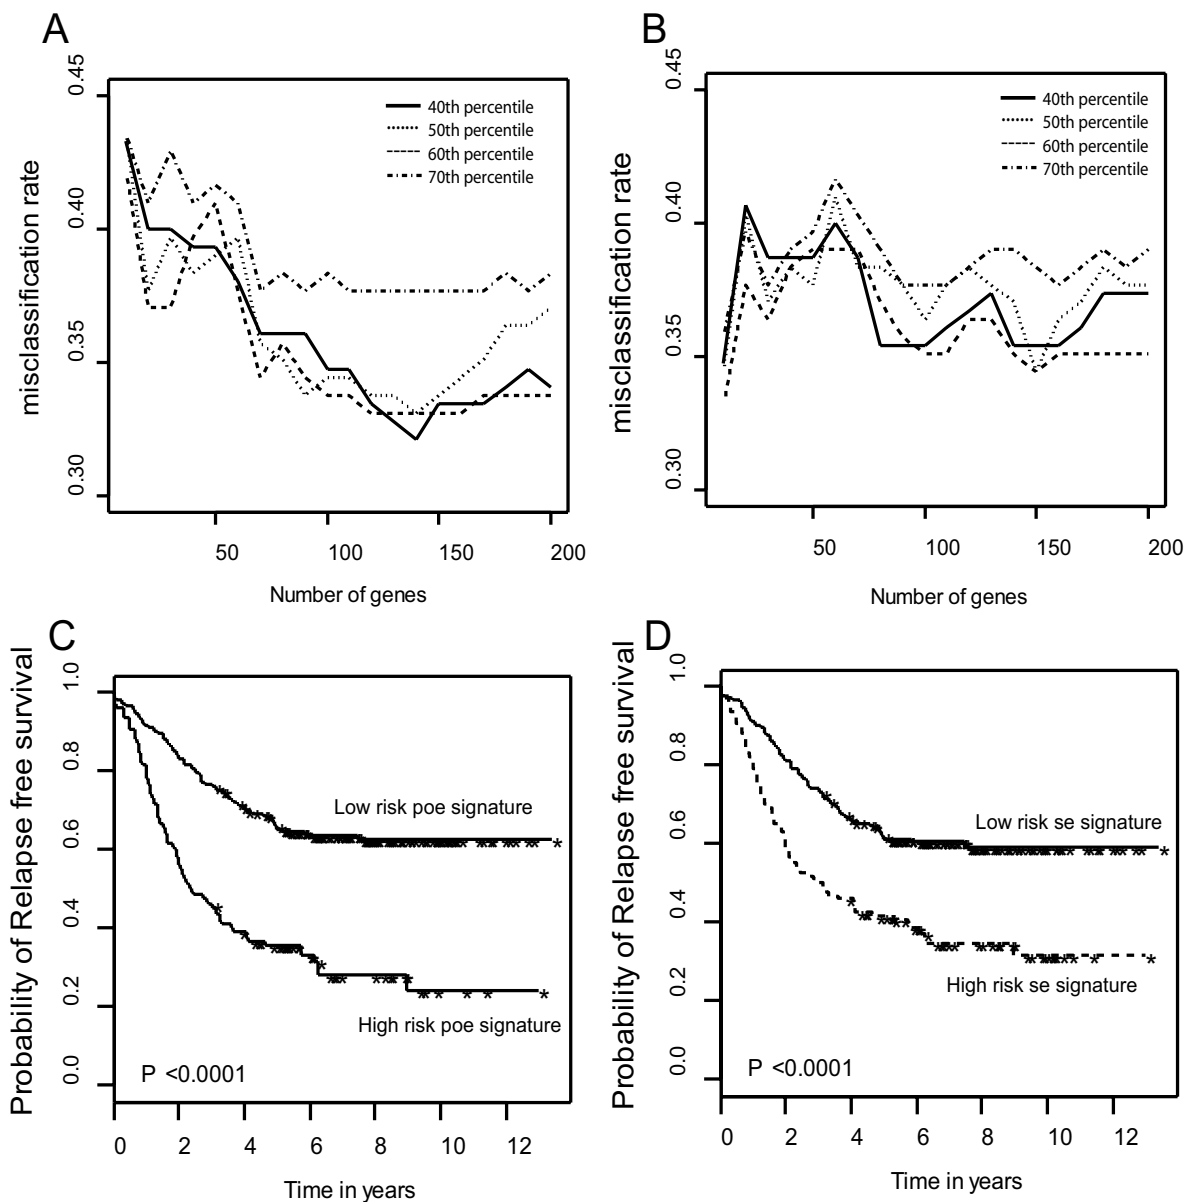 A
misclassification rate
0.45
0.40
0.35
0.30
40th percentile
50th percentile
60th percentile
70th percentile
50
100
150
200
Number of genes
B
misclassification rate
0.45
0.40
0.35
0.30
40th percentile
50th percentile
60th percentile
70th percentile
50
100
150
200
Number of genes
C
Probability of Relapse free survival
1.0
0.8
0.6
0.4
0.2
0.0
Low risk poe signature
High risk poe signature
P <0.0001
0
2
4
6
8
10
12
Time in years
D
Probability of Relapse free survival
1.0
0.8
0.6
0.4
0.2
0.0
Low risk se signature
High risk se signature
P <0.0001
0
2
4
6
8
10
12
Time in years